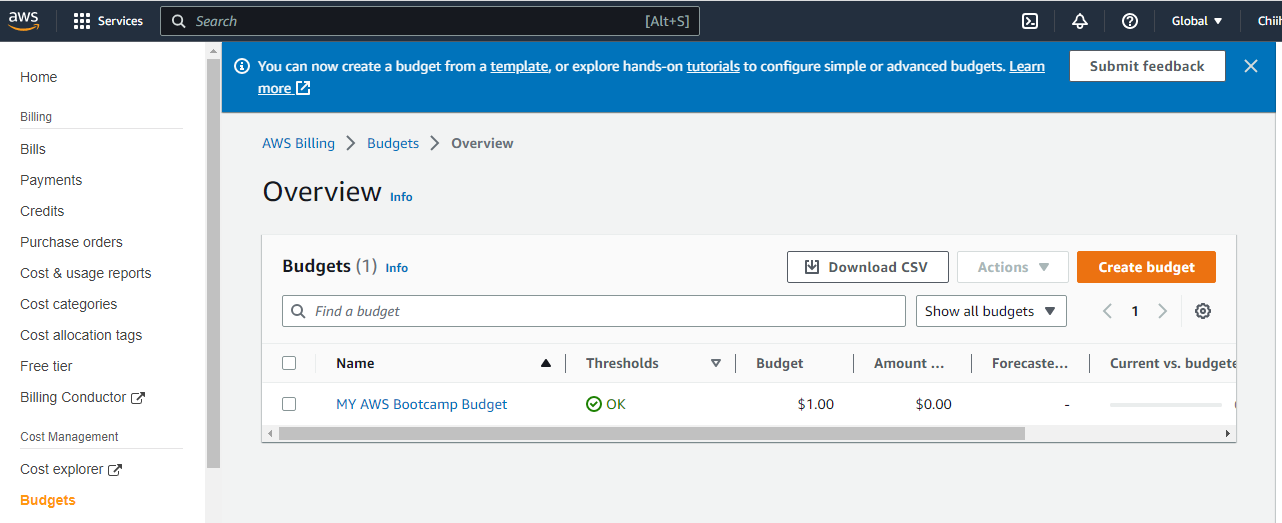 aws Services Search [Alt+S] Global Chiih
Home
Billing
Bills
Payments
Credits
Purchase orders
Cost & usage reports
Cost categories
Cost allocation tags
Free tier
Billing Conductor
Cost Management
Cost explorer
Budgets
You can now create a budget from a template, or explore hands-on tutorials to configure simple or advanced budgets. Learn
more
Submit feedback
AWS Billing > Budgets > Overview
Overview Info
Budgets (1) Info
Download CSV Actions Create budget
Find a budget Show all budgets 1
Name Thresholds Budget Amount ... Forecaste... Current vs. budgete
MY AWS Bootcamp Budget OK $1.00 $0.00 -